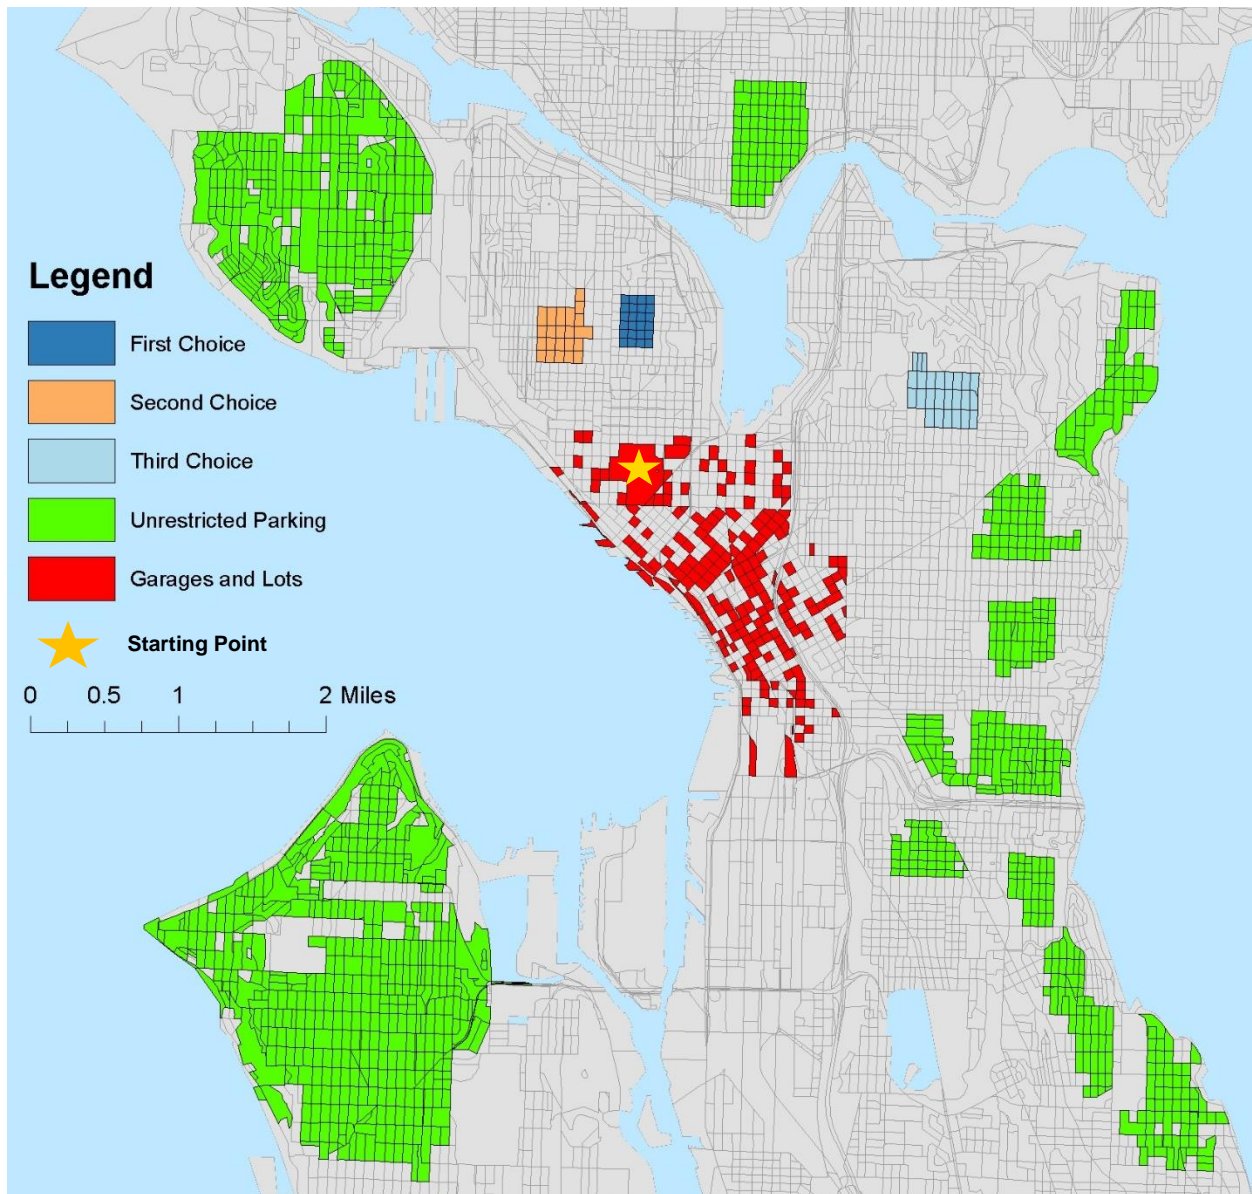 Legend
First Choice
Second Choice
Third Choice
Unrestricted Parking
Garages and Lots
Starting Point
0 0.5 1 2 Miles